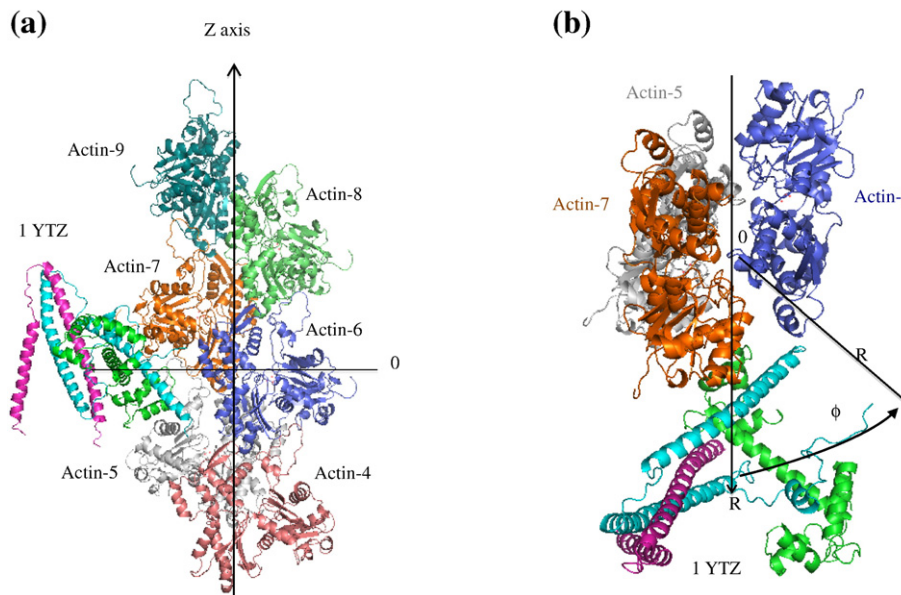 (a)
Z axis
Actin-9
Actin-8
1 YTZ
Actin-7
Actin-6
0
Actin-5
Actin-4
(b)
Actin-5
Actin-7
Actin-
0
R
ϕ
R
1 YTZ